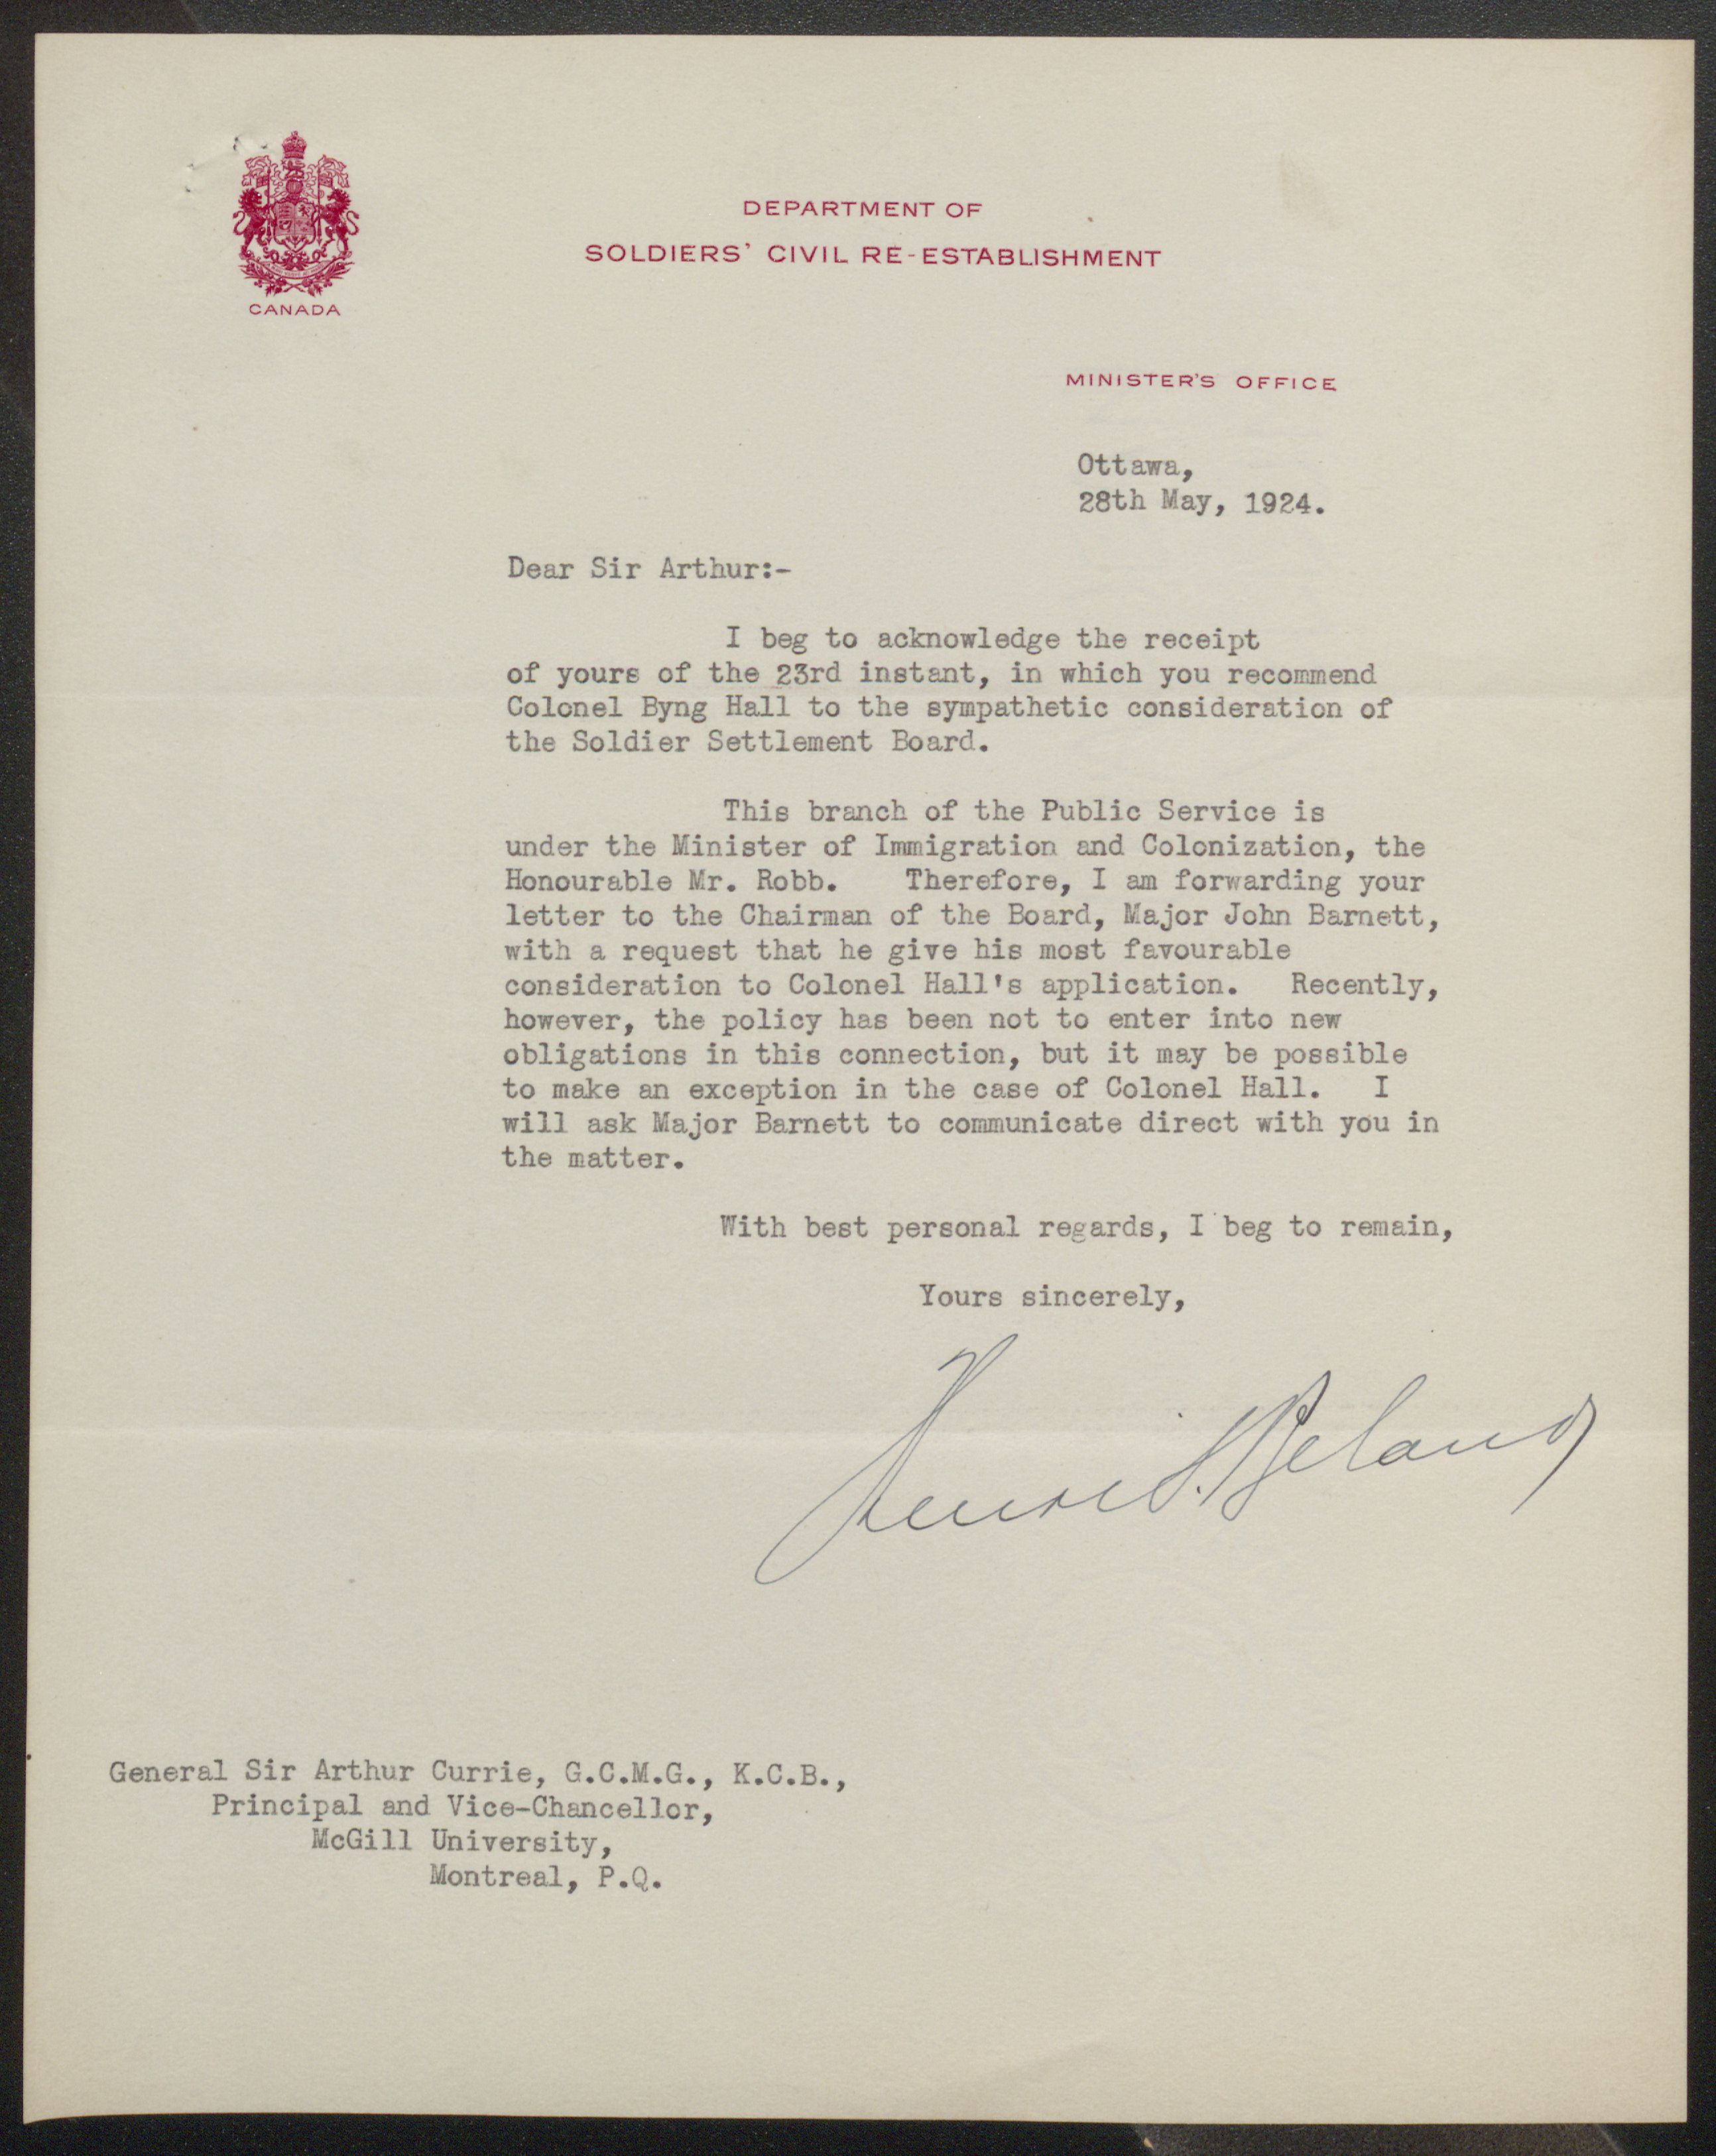 CANADA
DEPARTMENT OF
SOLDIERS' CIVIL RE-ESTABLISHMENT
MINISTER'S OFFICE
Ottawa,
28th May, 1924.
Dear Sir Arthur:-
I beg to acknowledge the receipt
of yours of the 23rd instant, in which you recommend
Colonel Byng Hall to the sympathetic consideration of
the Soldier Settlement Board.
This branch of the Public Service is
under the Minister of Immigration and Colonization, the
Honourable Mr. Robb. Therefore, I am forwarding your
letter to the Chairman of the Board, Major John Barnett,
with a request that he give his most favourable
consideration to Colonel Hall's application. Recently,
however, the policy has been not to enter into new
obligations in this connection, but it may be possible
to make an exception in the case of Colonel Hall. I
will ask Major Barnett to communicate direct with you in
the matter.
With best personal regards, I beg to remain,
Yours sincerely,
Henri S. Beland
General Sir Arthur Currie, G.C.M.G., K.C.B.,
Principal and Vice-Chancellor,
McGill University,
Montreal, P.Q.